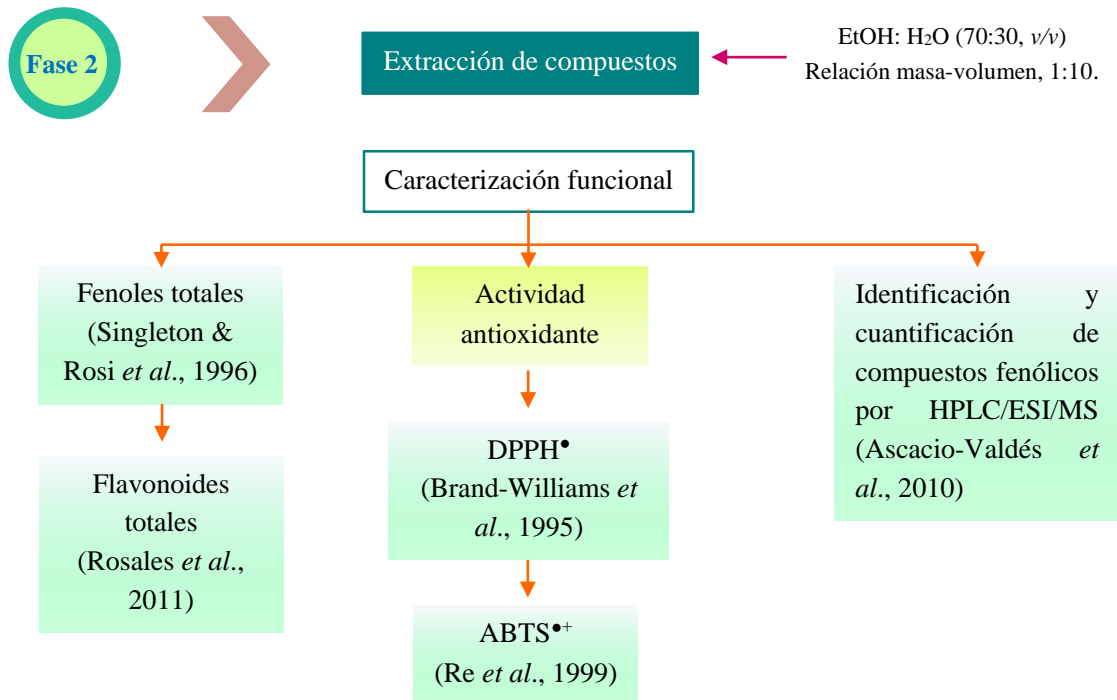 Fase 2
Extracción de compuestos
EtOH: H₂O (70:30, v/v)
Relación masa-volumen, 1:10.
Caracterización funcional
Fenoles totales
(Singleton &
Rosi et al., 1996)
Flavonoides
totales
(Rosales et al.,
2011)
Actividad
antioxidante
DPPH•
(Brand-Williams et
al., 1995)
ABTS•+
(Re et al., 1999)
Identificación y
cuantificación de
compuestos fenólicos
por HPLC/ESI/MS
(Ascacio-Valdés et
al., 2010)